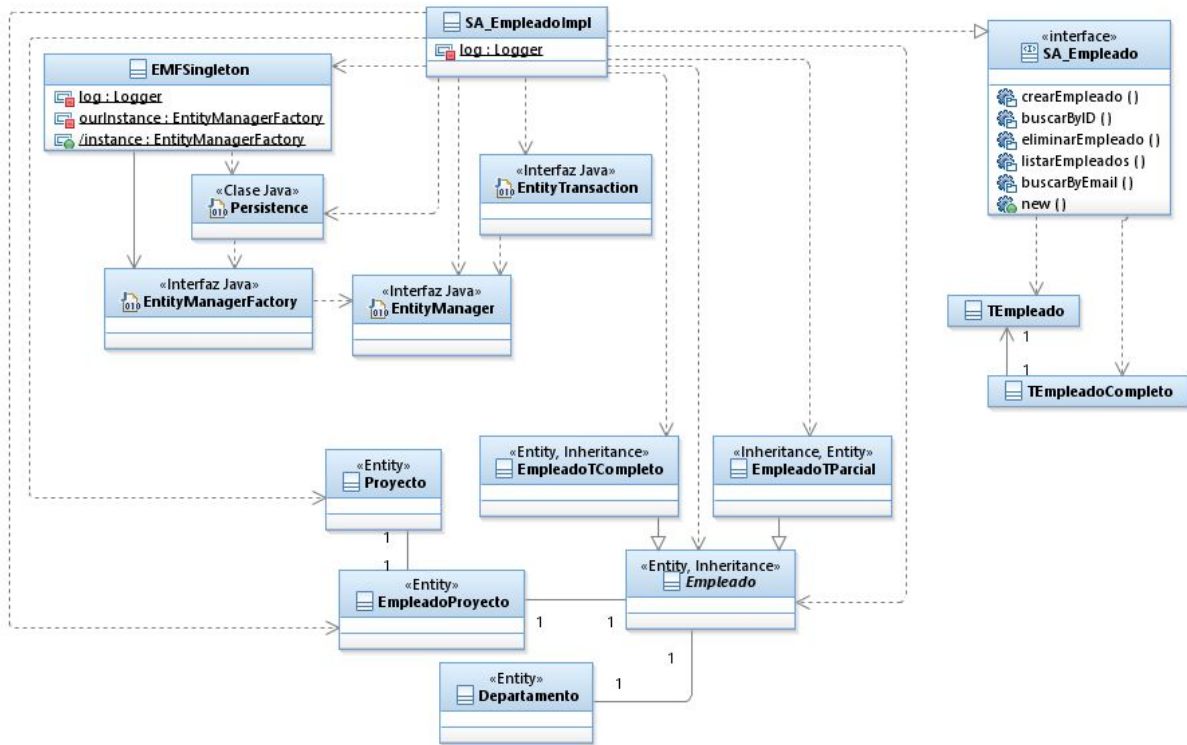 SA_EmpleadoImpl
log : Logger
«interface»
SA_Empleado
crearEmpleado ()
buscarByID ()
eliminarEmpleado ()
listarEmpleados ()
buscarByEmail ()
new ()
EMFSingleton
log : Logger
ourInstance : EntityManagerFactory
/instance : EntityManagerFactory
«Clase Java»
Persistence
«Interfaz Java»
EntityTransaction
«Interfaz Java»
EntityManagerFactory
«Interfaz Java»
EntityManager
TEmpleado
1
1
TEmpleadoCompleto
«Entity»
Proyecto
«Entity, Inheritance»
EmpleadoTCompleto
«Inheritance, Entity»
EmpleadoTParcial
1
1
«Entity»
EmpleadoProyecto
«Entity, Inheritance»
Empleado
1
1
1
1
«Entity»
Departamento